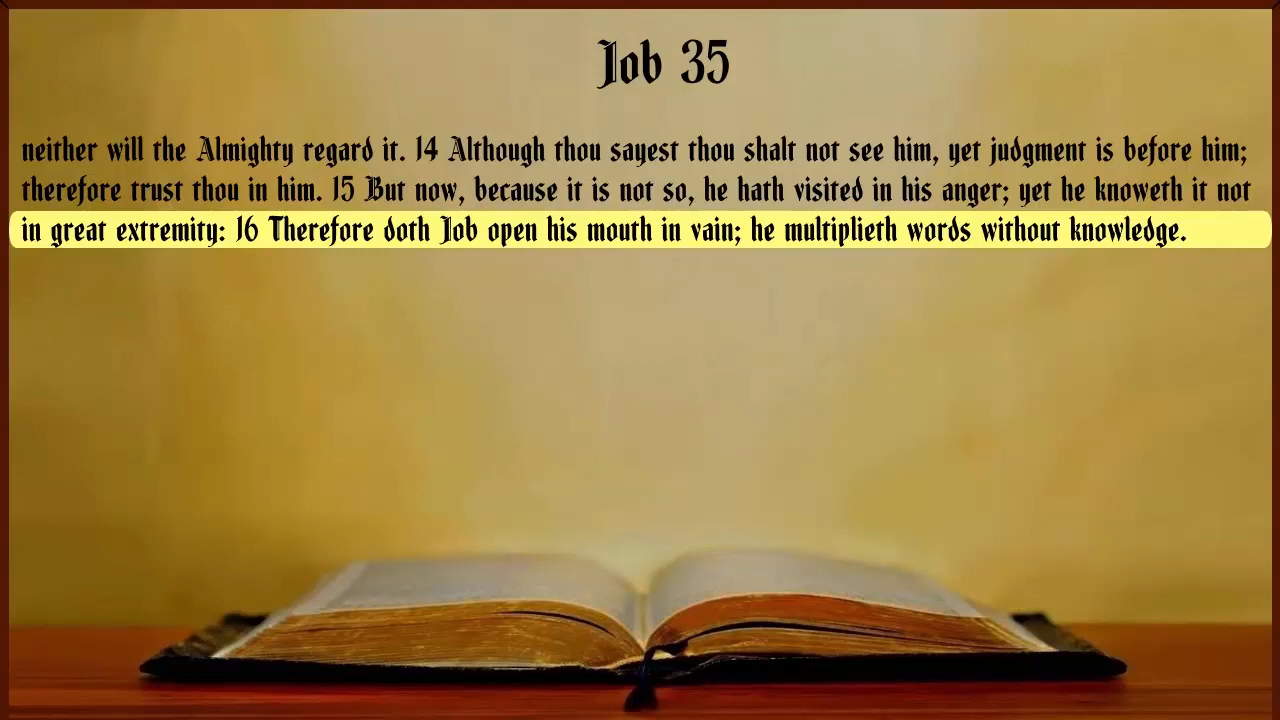 Job 35
neither will the Almighty regard it. 14 Although thou sayest thou shalt not see him, yet judgment is before him;
therefore trust thou in him. 15 But now, because it is not so, he hath visited in his anger; yet he knoweth it not
in great extremity: 16 Therefore doth Job open his mouth in vain; he multiplieth words without knowledge.